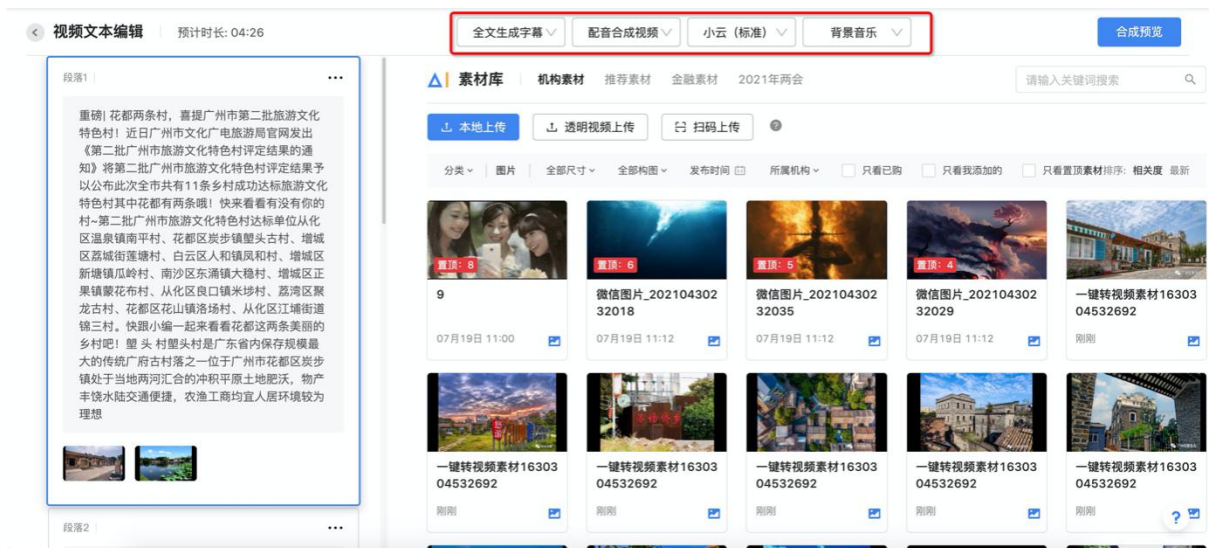 视频文本编辑
预计时长: 04:26
全文生成字幕
配音合成视频
小云（标准）
背景音乐
合成预览
段落1
重磅| 花都两条村，喜提广州市第二批旅游文化
特色村！近日广州市文化广电旅游局官网发出
《第二批广州市旅游文化特色村评定结果的通
知》将第二批广州市旅游文化特色村评定结果予
以公布此次全市共有11条乡村成功达标旅游文化
特色村其中花都有两条哦！快来看看有没有你的
村~第二批广州市旅游文化特色村达标单位从化
区温泉镇南平村、花都区炭步镇塱头古村、增城
区荔城街莲塘村、白云区人和镇凤和村、增城区
新塘镇瓜岭村、南沙区东涌镇大稳村、增城区正
果镇蒙花布村、从化区良口镇米埗村、荔湾区聚
龙古村、花都区花山镇洛场村、从化区江埔街道
锦三村。快跟小编一起来看看花都这两条美丽的
乡村吧！塱 头 村塱头村是广东省内保存规模最
大的传统广府古村落之一位于广州市花都区炭步
镇处于当地两河汇合的冲积平原土地肥沃，物产
丰饶水陆交通便捷，农渔工商均宜人居环境较为
理想
段落2
素材库
机构素材
推荐素材
金融素材
2021年两会
请输入关键词搜索
本地上传
透明视频上传
扫码上传
分类
图片
全部尺寸
全部构图
发布时间
所属机构
只看已购
只看我添加的
只看置顶素材
排序:
相关度
最新
置顶：8
置顶：6
置顶：5
置顶：4
9
微信图片_202104302
32018
微信图片_202104302
32035
微信图片_202104302
32029
一键转视频素材16303
04532692
07月19日 11:00
07月19日 11:12
07月19日 11:12
07月19日 11:12
刚刚
一键转视频素材16303
04532692
一键转视频素材16303
04532692
一键转视频素材16303
04532692
一键转视频素材16303
04532692
一键转视频素材16303
04532692
刚刚
刚刚
刚刚
刚刚
刚刚